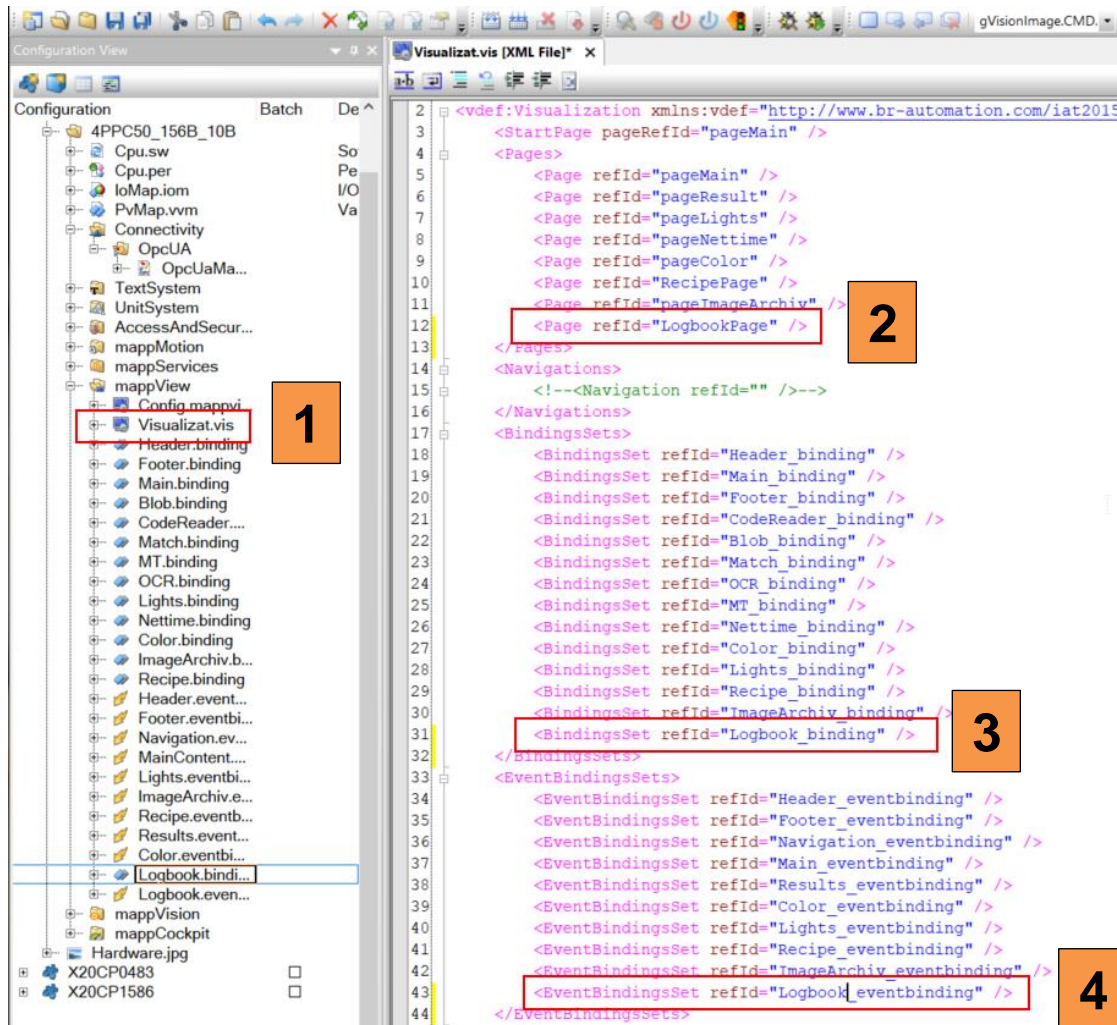 gVisionImage.CMD.
Configuration View
Visualizat.vis [XML File]*
Configuration Batch De
4PPC50_156B_10B
Cpu.sw So
Cpu.per Pe
IoMap.iom I/O
PvMap.vvm Va
Connectivity
OpcUA
OpcUaMa...
TextSystem
UnitSystem
AccessAndSecur...
mappMotion
mappServices
mappView
Config.mappvi
Visualizat.vis
Header.binding
Footer.binding
Main.binding
Blob.binding
CodeReader....
Match.binding
MT.binding
OCR.binding
Lights.binding
Nettime.binding
Color.binding
ImageArchiv.b...
Recipe.binding
Header.event...
Footer.eventbi...
Navigation.ev...
MainContent....
Lights.eventbi...
ImageArchiv.e...
Recipe.eventb...
Results.event...
Color.eventbi...
Logbook.bindi...
Logbook.even...
mappVision
mappCockpit
Hardware.jpg
X20CP0483
X20CP1586
1
2 <vdef:Visualization xmlns:vdef="http://www.br-automation.com/iat2015
3 <StartPage pageRefId="pageMain" />
4 <Pages>
5 <Page refId="pageMain" />
6 <Page refId="pageResult" />
7 <Page refId="pageLights" />
8 <Page refId="pageNettime" />
9 <Page refId="pageColor" />
10 <Page refId="RecipePage" />
11 <Page refId="pageImageArchiv" />
12 <Page refId="LogbookPage" />
13 </Pages>
14 <Navigations>
15 <!--<Navigation refId="" />-->
16 </Navigations>
17 <BindingsSets>
18 <BindingsSet refId="Header_binding" />
19 <BindingsSet refId="Main_binding" />
20 <BindingsSet refId="Footer_binding" />
21 <BindingsSet refId="CodeReader_binding" />
22 <BindingsSet refId="Blob_binding" />
23 <BindingsSet refId="Match_binding" />
24 <BindingsSet refId="OCR_binding" />
25 <BindingsSet refId="MT_binding" />
26 <BindingsSet refId="Nettime_binding" />
27 <BindingsSet refId="Color_binding" />
28 <BindingsSet refId="Lights_binding" />
29 <BindingsSet refId="Recipe_binding" />
30 <BindingsSet refId="ImageArchiv_binding" />
31 <BindingsSet refId="Logbook_binding" />
32 </BindingsSets>
33 <EventBindingsSets>
34 <EventBindingsSet refId="Header_eventbinding" />
35 <EventBindingsSet refId="Footer_eventbinding" />
36 <EventBindingsSet refId="Navigation_eventbinding" />
37 <EventBindingsSet refId="Main_eventbinding" />
38 <EventBindingsSet refId="Results_eventbinding" />
39 <EventBindingsSet refId="Color_eventbinding" />
40 <EventBindingsSet refId="Lights_eventbinding" />
41 <EventBindingsSet refId="Recipe_eventbinding" />
42 <EventBindingsSet refId="ImageArchiv_eventbinding" />
43 <EventBindingsSet refId="Logbook_eventbinding" />
44 </EventBindingsSets>
2
3
4